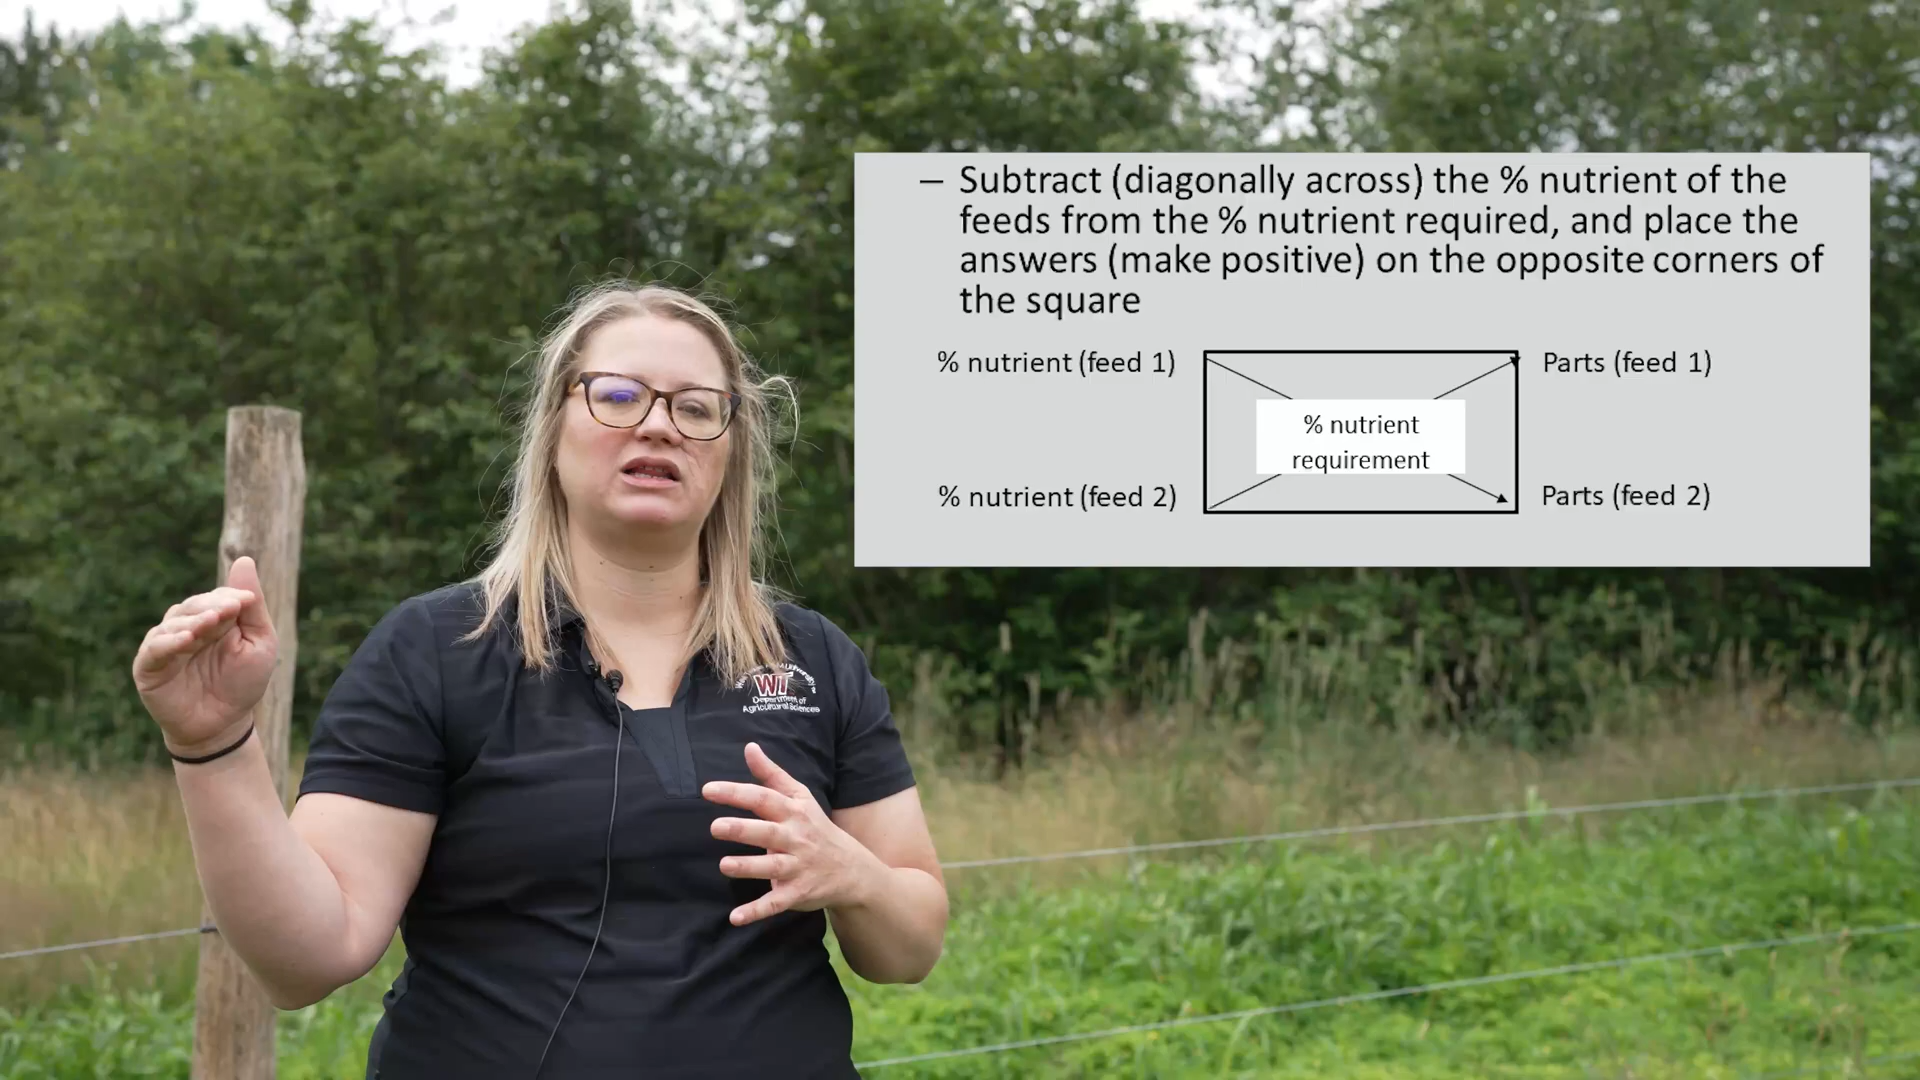 – Subtract (diagonally across) the % nutrient of the
feeds from the % nutrient required, and place the
answers (make positive) on the opposite corners of
the square
% nutrient (feed 1)
Parts (feed 1)
% nutrient
requirement
% nutrient (feed 2)
Parts (feed 2)
University
WT
Department of
Agricultural Sciences